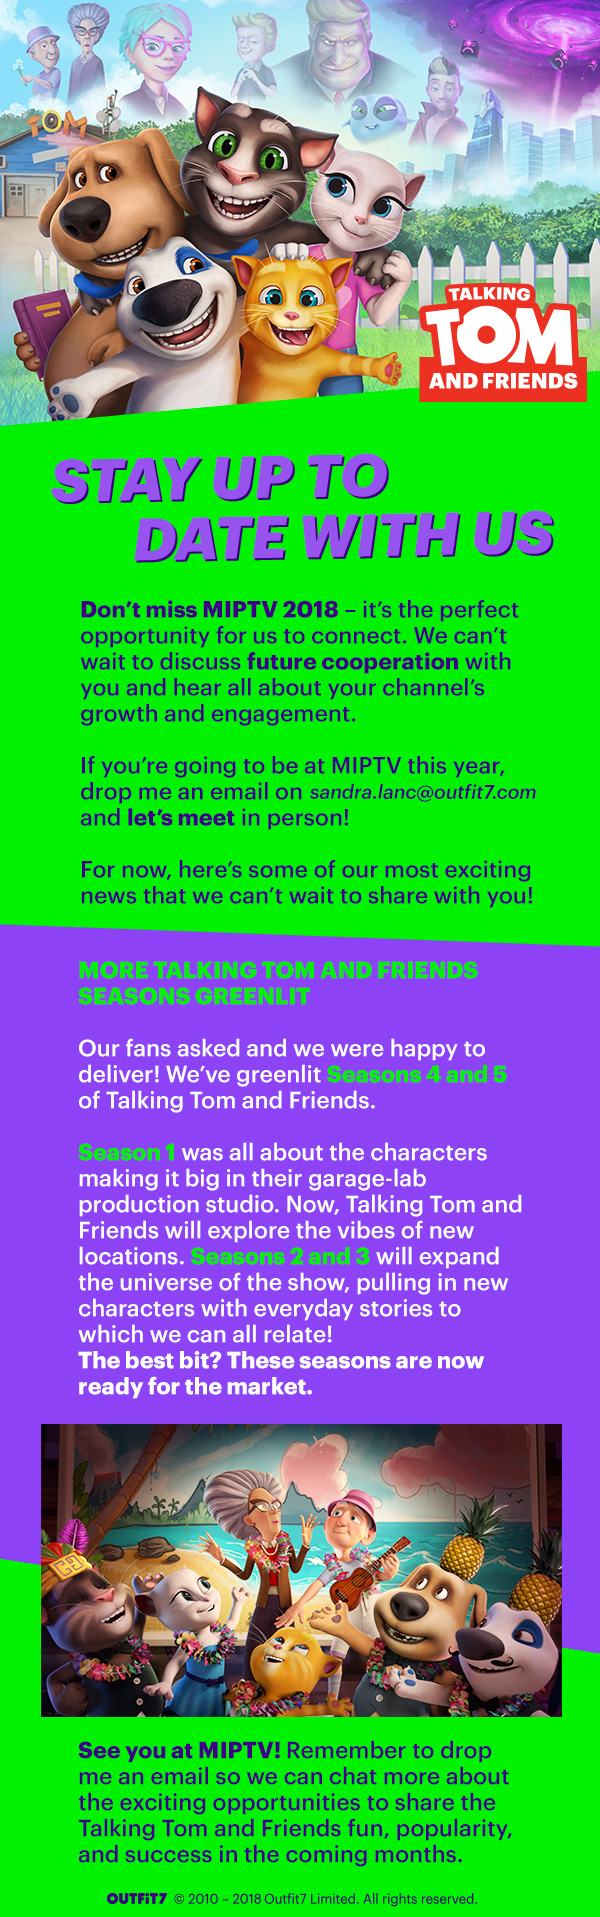 TOM
TALKING
TOM
AND FRIENDS
STAY UP TO
DATE WITH US
Don't miss MIPTV 2018 – it's the perfect
opportunity for us to connect. We can't
wait to discuss future cooperation with
you and hear all about your channel's
growth and engagement.
If you're going to be at MIPTV this year,
drop me an email on sandra.lanc@outfit7.com
and let's meet in person!
For now, here's some of our most exciting
news that we can't wait to share with you!
MORE TALKING TOM AND FRIENDS
SEASONS GREENLIT
Our fans asked and we were happy to
deliver! We've greenlit Seasons 4 and 5
of Talking Tom and Friends.
Season 1 was all about the characters
making it big in their garage-lab
production studio. Now, Talking Tom and
Friends will explore the vibes of new
locations. Seasons 2 and 3 will expand
the universe of the show, pulling in new
characters with everyday stories to
which we can all relate!
The best bit? These seasons are now
ready for the market.
See you at MIPTV! Remember to drop
me an email so we can chat more about
the exciting opportunities to share the
Talking Tom and Friends fun, popularity,
and success in the coming months.
OUTFiT7 © 2010 – 2018 Outfit7 Limited. All rights reserved.